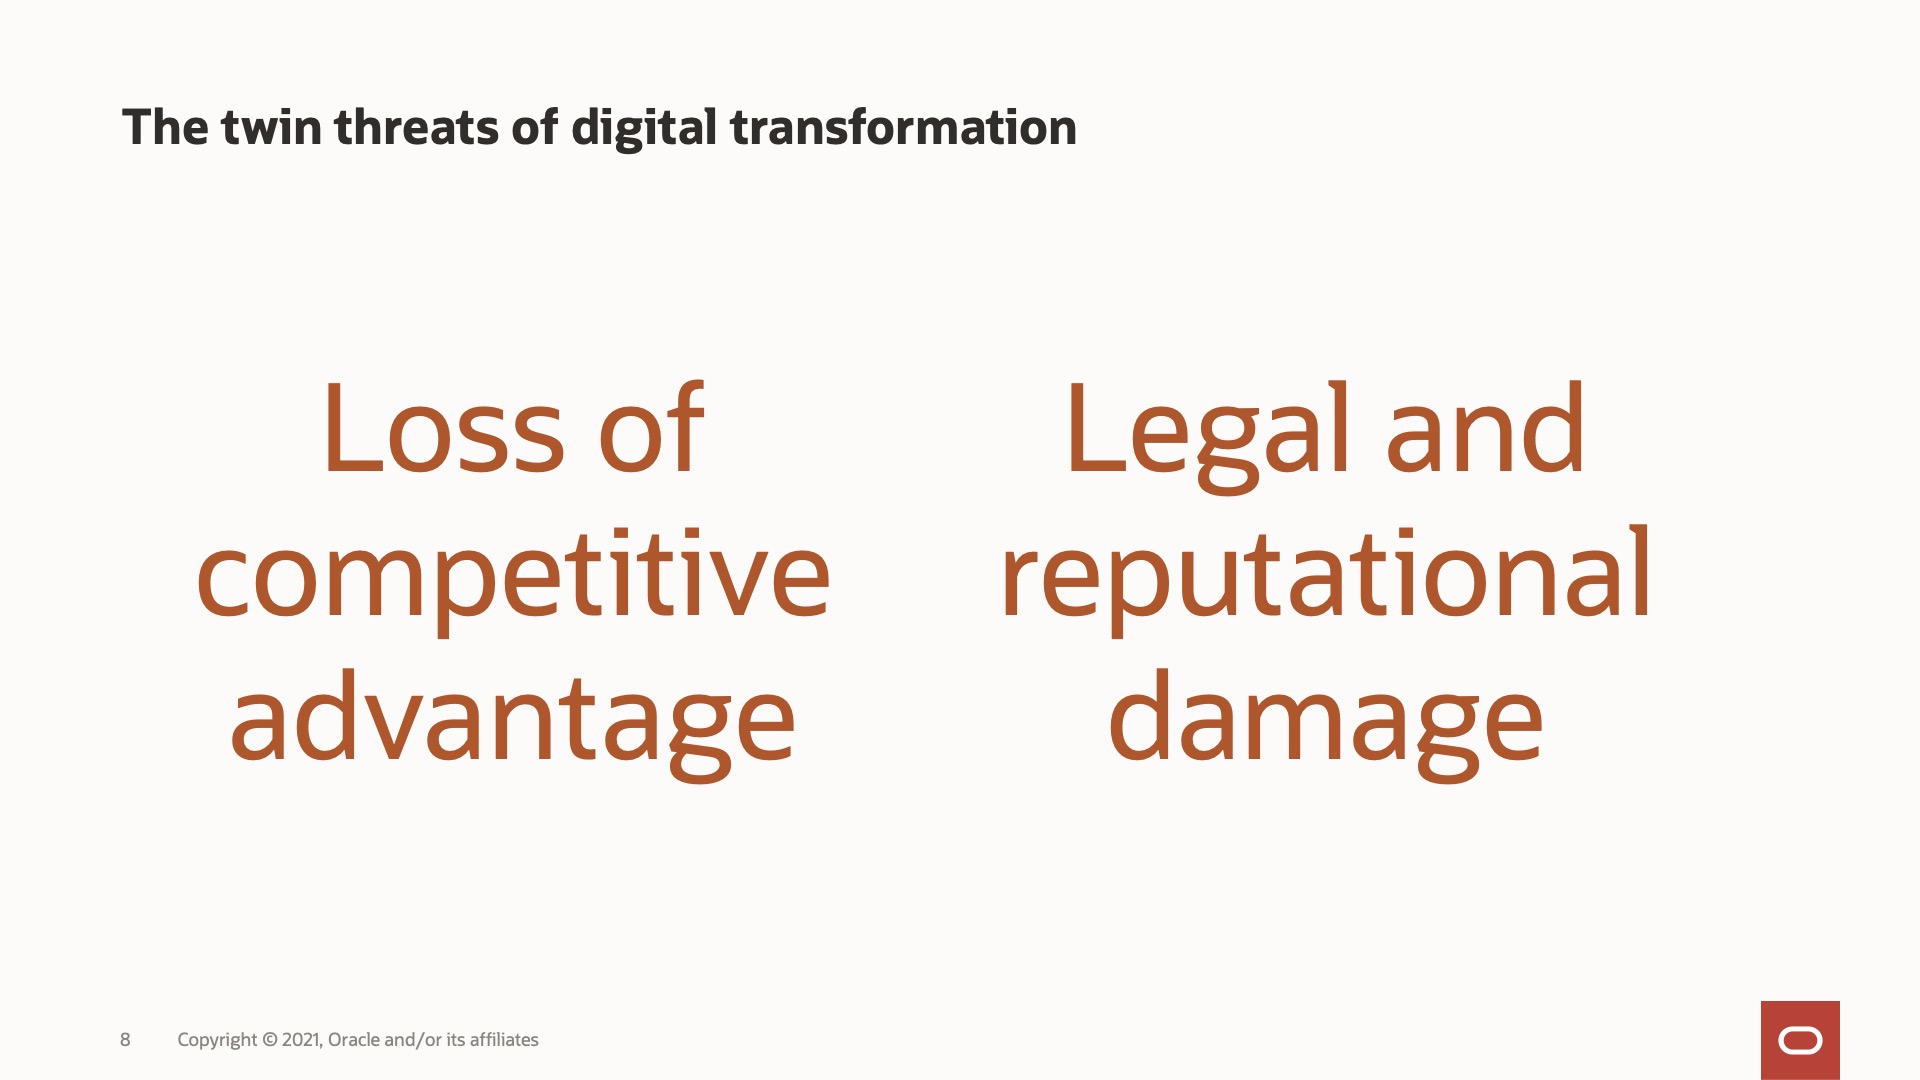 The twin threats of digital transformation
Loss of
competitive
advantage
Legal and
reputational
damage
8 Copyright © 2021, Oracle and/or its affiliates